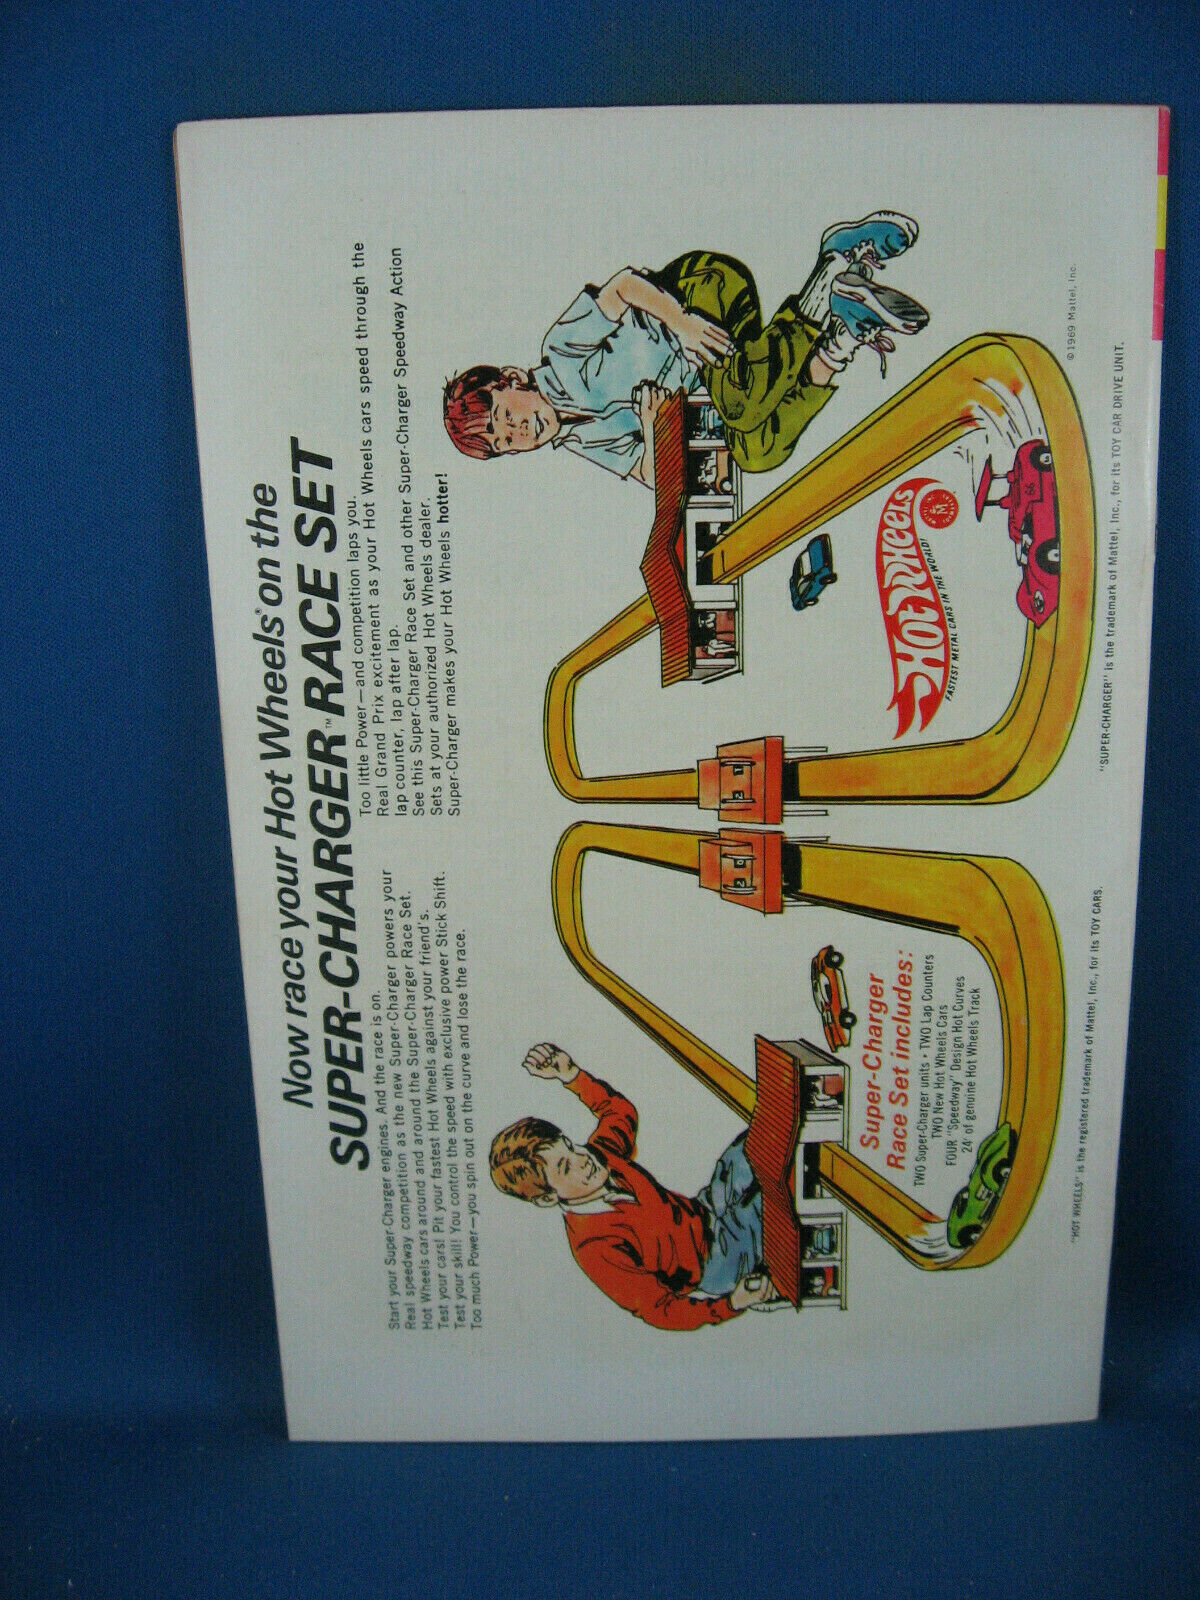 Now race your Hot Wheels® on the
SUPER-CHARGER™ RACE SET
Start your Super-Charger engines. And the race is on.
Real speedway competition as the new Super-Charger powers your
Hot Wheels cars around and around the Super-Charger Race Set.
Test your cars! Pit your fastest Hot Wheels against your friend's.
Test your skill! You control the speed with exclusive power Stick Shift.
Too much Power—you spin out on the curve and lose the race.
Too little Power—and competition laps you.
Real Grand Prix excitement as your Hot Wheels cars speed through the
lap counter, lap after lap.
See this Super-Charger Race Set and other Super-Charger Speedway Action
Sets at your authorized Hot Wheels dealer.
Super-Charger makes your Hot Wheels hotter!
Super-Charger
Race Set includes:
TWO Super-Charger units • TWO Lap Counters
TWO New Hot Wheels Cars
FOUR "Speedway" Design Hot Curves
24' of genuine Hot Wheels Track
2 0
2 1
HOT WHEELS
FASTEST METAL CARS IN THE WORLD!
M
66
© 1969 Mattel, Inc.
"HOT WHEELS" is the registered trademark of Mattel, Inc., for its TOY CARS.
"SUPER-CHARGER" is the trademark of Mattel, Inc., for its TOY CAR DRIVE UNIT.